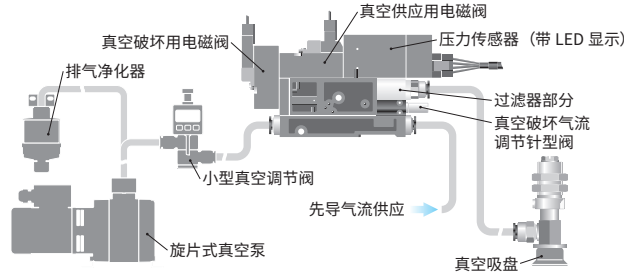 真空供应用电磁阀
真空破坏用电磁阀
压力传感器（带 LED 显示）
排气净化器
过滤器部分
真空破坏气流
调节针型阀
小型真空调节阀
先导气流供应
旋片式真空泵
真空吸盘